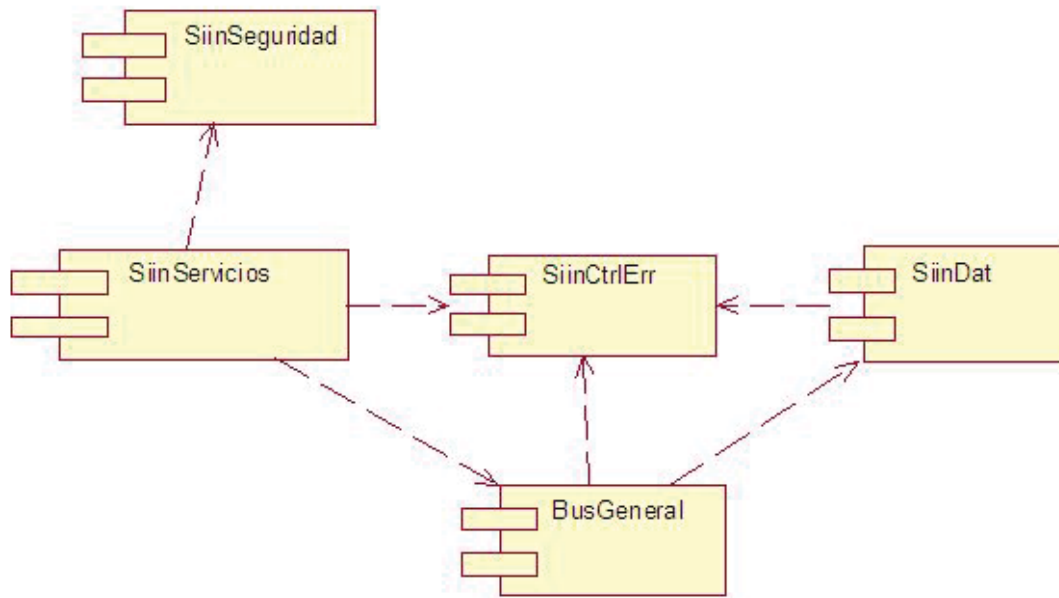 SiinSeguridad
SiinServicios
SiinCtrlErr
SiinDat
BusGeneral